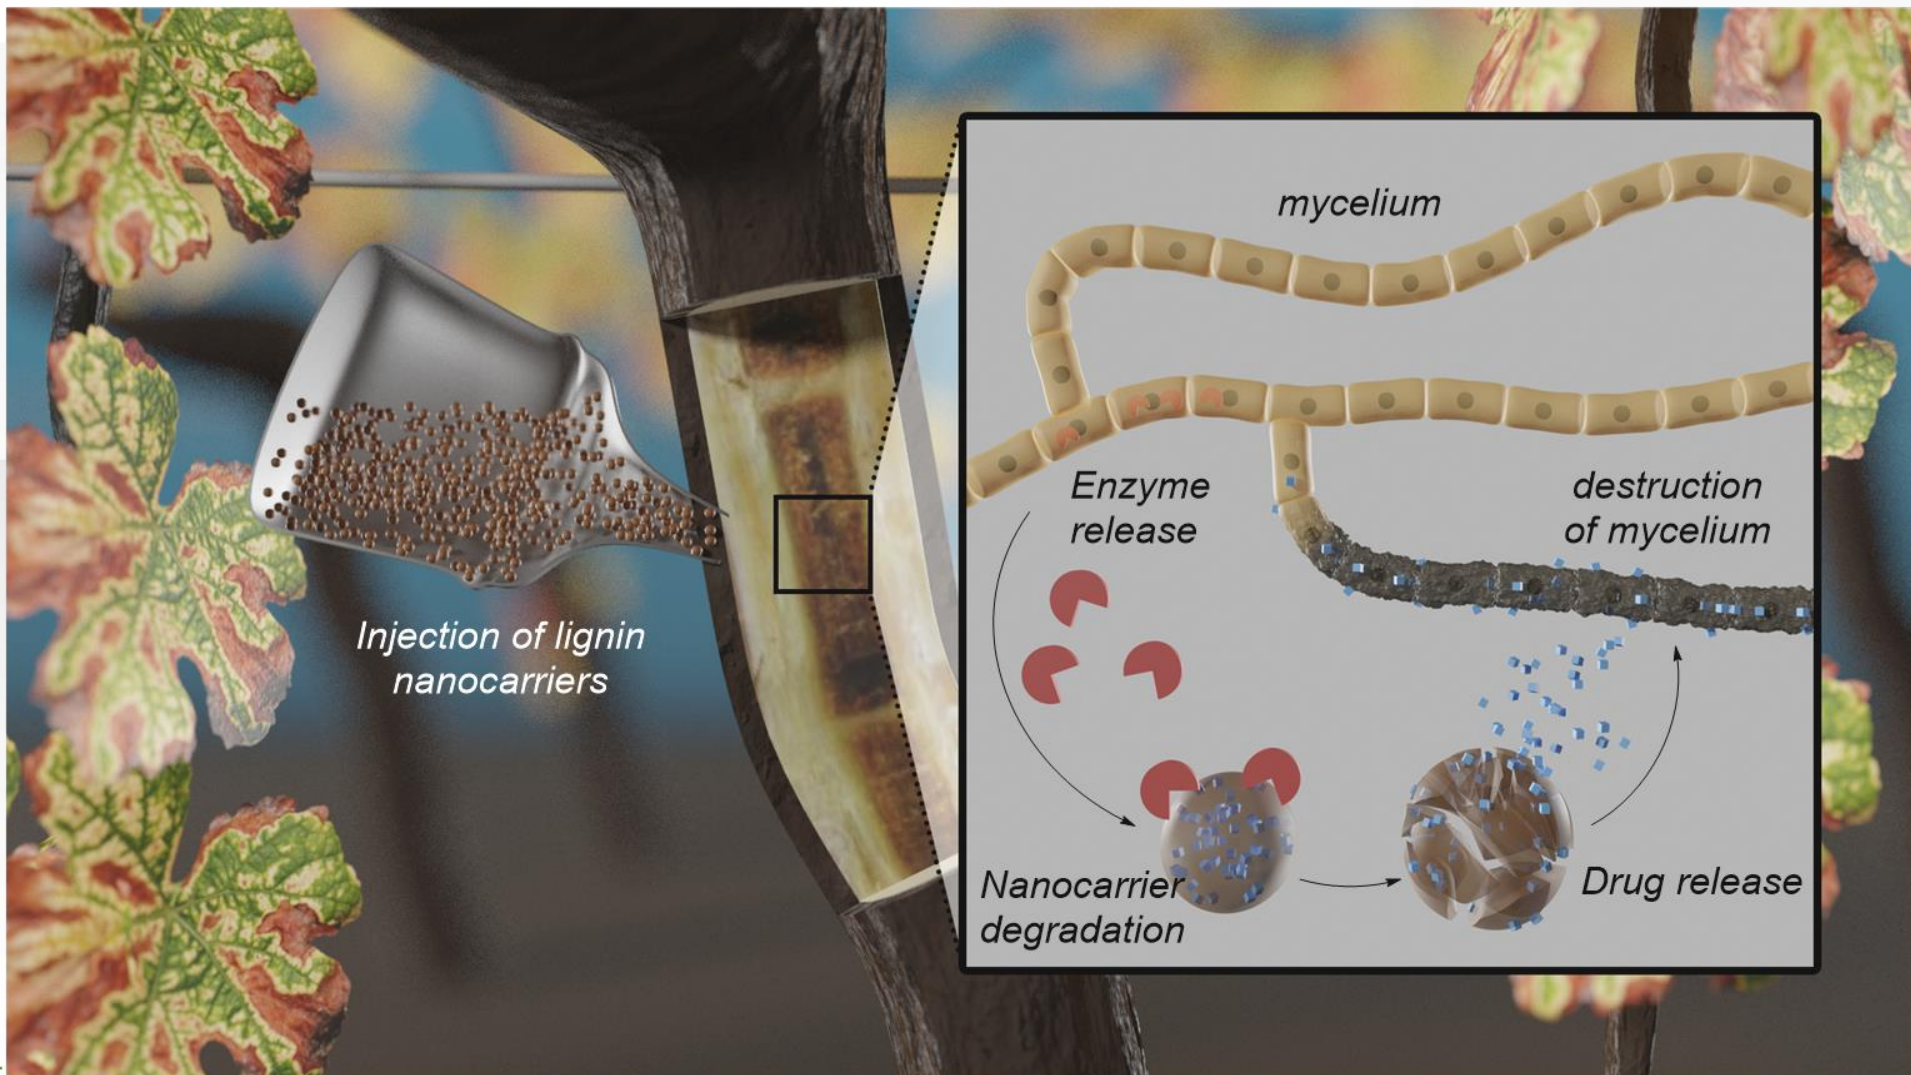 mycelium
Enzyme
release
destruction
of mycelium
Injection of lignin
nanocarriers
Nanocarrier
degradation
Drug release